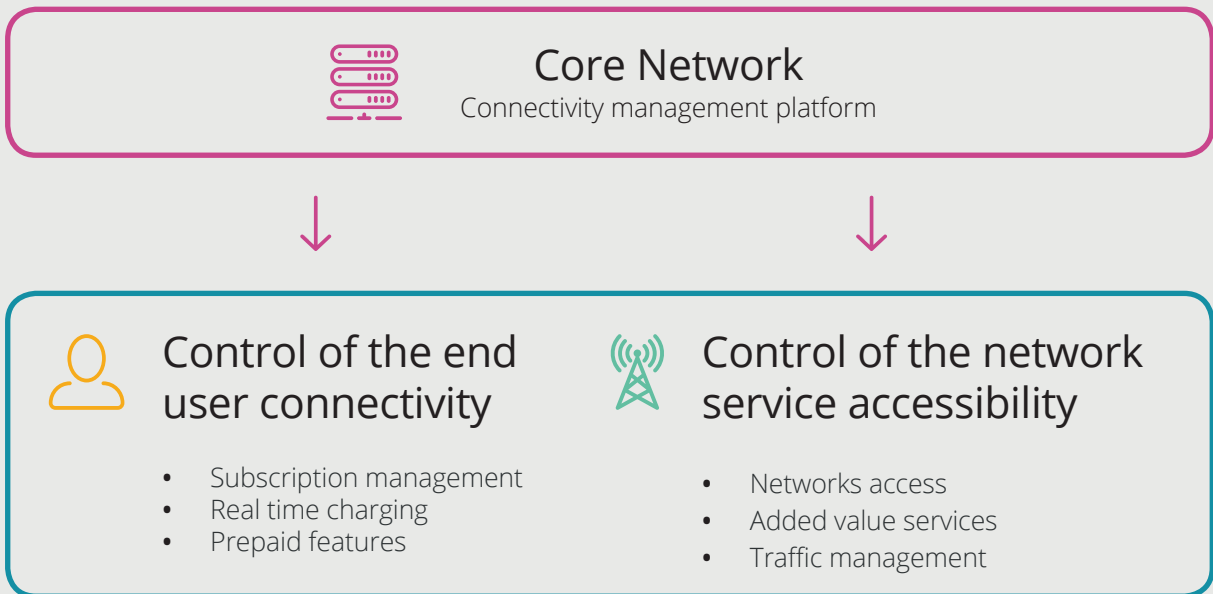 Core Network
Connectivity management platform
Control of the end
user connectivity
• Subscription management
• Real time charging
• Prepaid features
Control of the network
service accessibility
• Networks access
• Added value services
• Traffic management